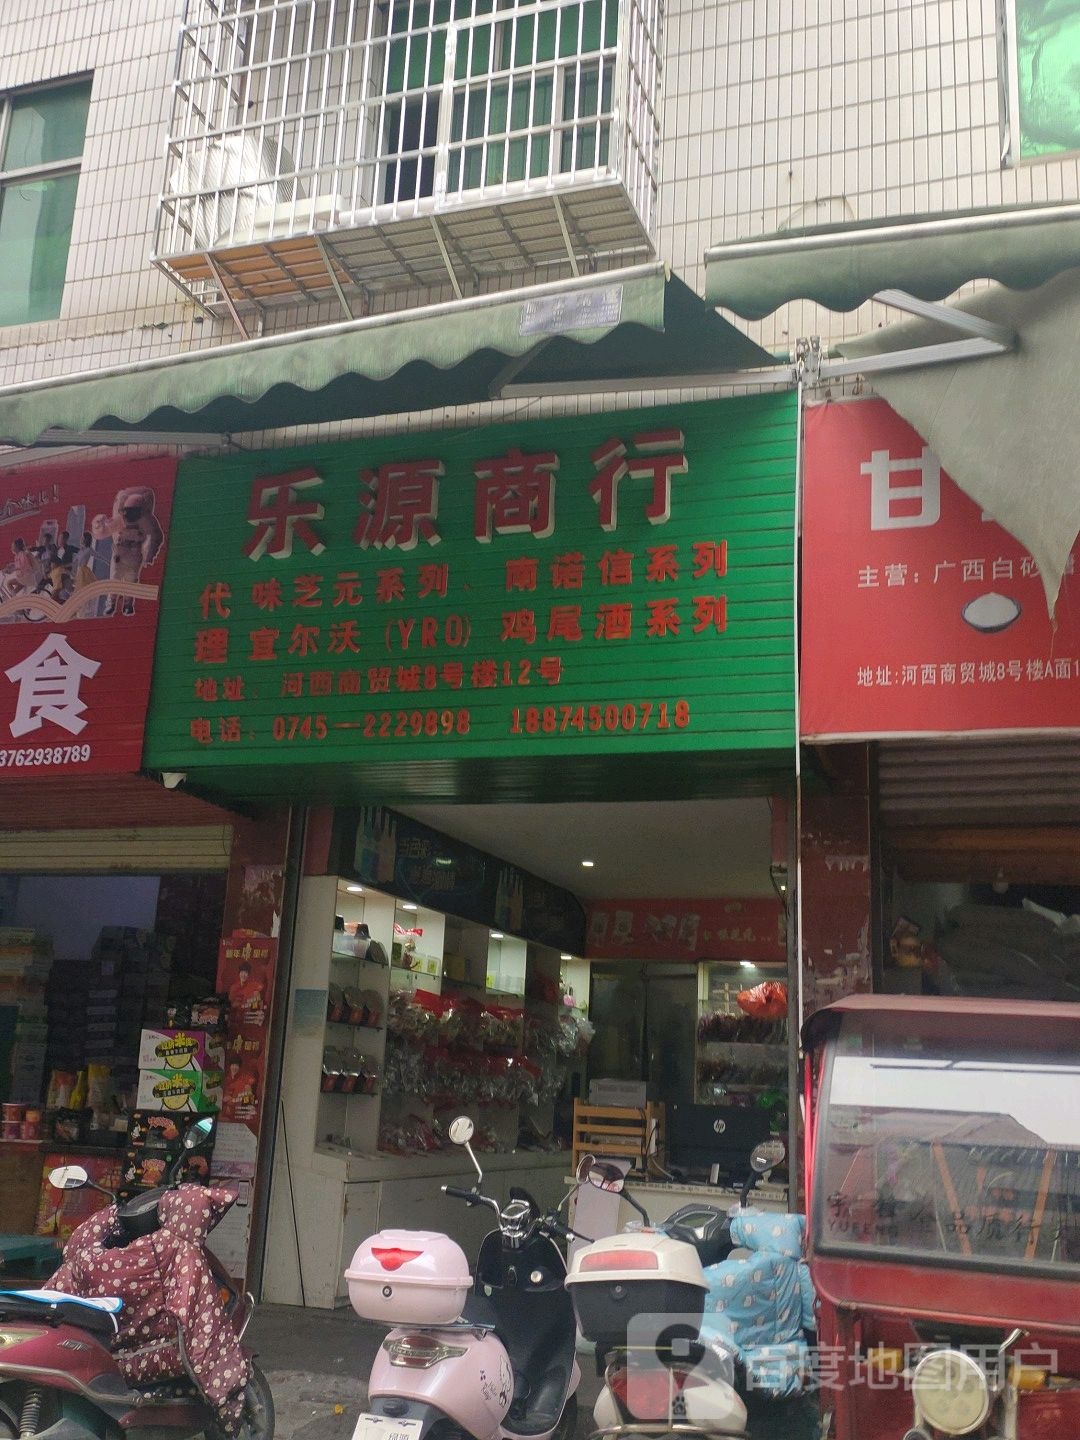 乐源商行
代理 味芝元系列、南诺信系列
宜尔沃(YRO)鸡尾酒系列
地址:河西商贸城8号楼12号
电话:0745—2229898 18874500718
食
3762938789
甘
主营:广西白砂
地址:河西商贸城8号楼A面1
hp
百度地图用户